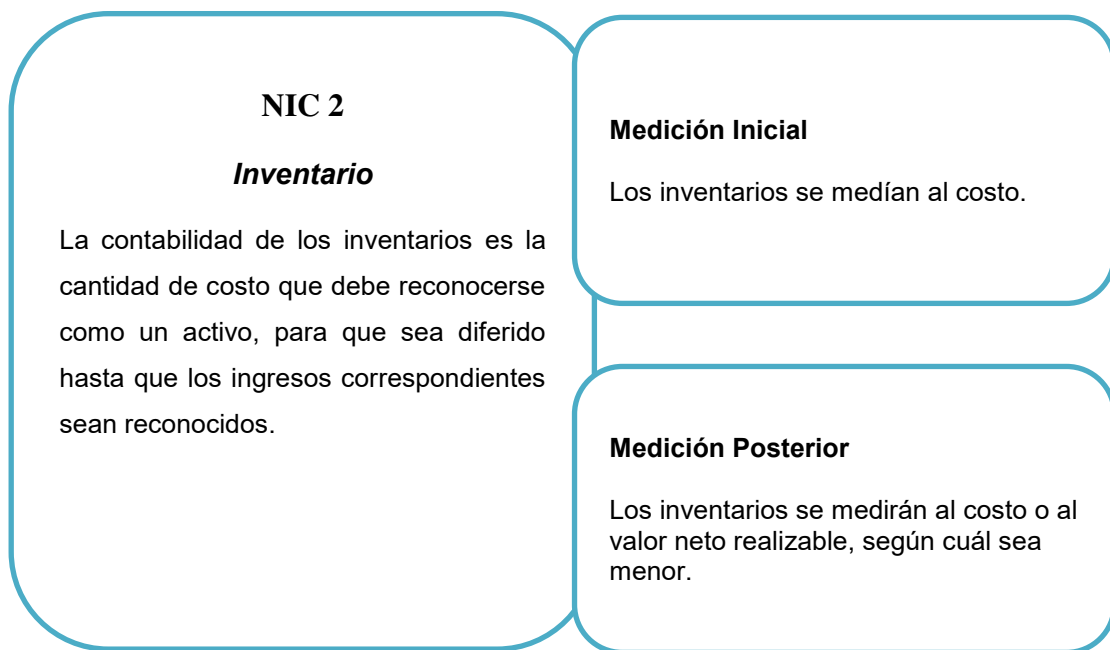 NIC 2
Inventario
La contabilidad de los inventarios es la
cantidad de costo que debe reconocerse
como un activo, para que sea diferido
hasta que los ingresos correspondientes
sean reconocidos.
Medición Inicial
Los inventarios se medían al costo.
Medición Posterior
Los inventarios se medirán al costo o al
valor neto realizable, según cuál sea
menor.